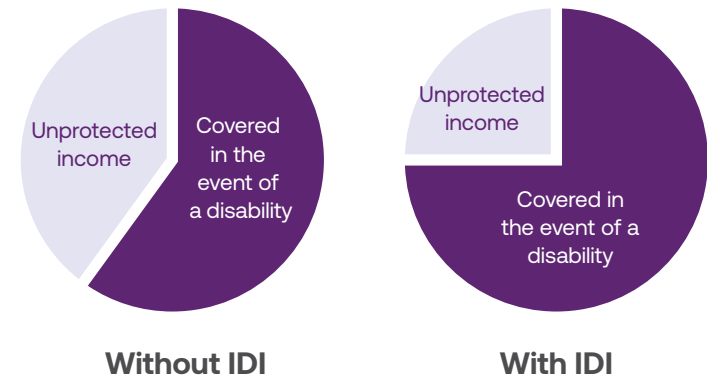 Unprotected
income
Covered
in the
event of
a disability
Without IDI
Unprotected
income
Covered in
the event of a
disability
With IDI